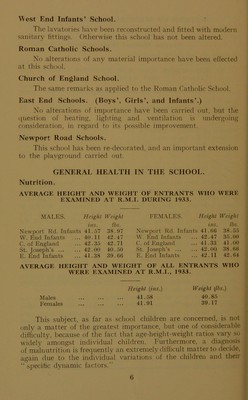 West End Infants' School.
The lavatories have been reconstructed and fitted with modern
sanitary fittings. Otherwise this school has not been altered.
Roman Catholic Schools.
No alterations of any material importance have been effected
at this school.
Church of England School.
The same remarks as applied to the Roman Catholic School.
East End Schools. (Boys', Girls', and Infants'.)
No alterations of importance have been carried out, but the
question of heating, lighting and ventilation is undergoing
consideration, in regard to its possible improvement.
Newport Road Schools.
This school has been re-decorated, and an important extension
to the playground carried out.
GENERAL HEALTH IN THE SCHOOL.
Nutrition.
AVERAGE HEIGHT AND WEIGHT OF ENTRANTS WHO WERE
EXAMINED AT R.M.I. DURING 1933.
MALES. Height Weight FEMALES. Height Weight
ins. lbs. ins. lbs.
Newport Rd. Infants 41.57 38.97 Newport Rd. Infants 41.66 38.35
W. End Infants ... 40.11 42.47 W. End Infants ... 42.47 35.00
C. of England ... 42.35 42.71 C. of England ... 41.33 41.00
St. Joseph's ... ... 42.00 40.50 St. Joseph's ... ... 42.00 38.06
E. End Infants ... 41.58 39.66 E. End Infants ... 42.11 42.64
AVERAGE HEIGHT AND WEIGHT OF ALL ENTRANTS WHO
WERE EXAMINED AT R.M.I., 1933.
Height (ins.) Weight (lbs.)
Males ... ... ... 41.58 40.85
Females ... ... ... 41.91 39.17
This subject, as far as school children are concerned, is not
only a matter of the greatest importance, but one of considerable
difficulty, because of the fact that age-height-weight ratios vary so
widely amongst individual children. Furthermore, a diagnosis
of malnutrition is frequently an extremely difficult matter to decide,
again due to the individual variations of the children and their
" specific dynamic factors."
6